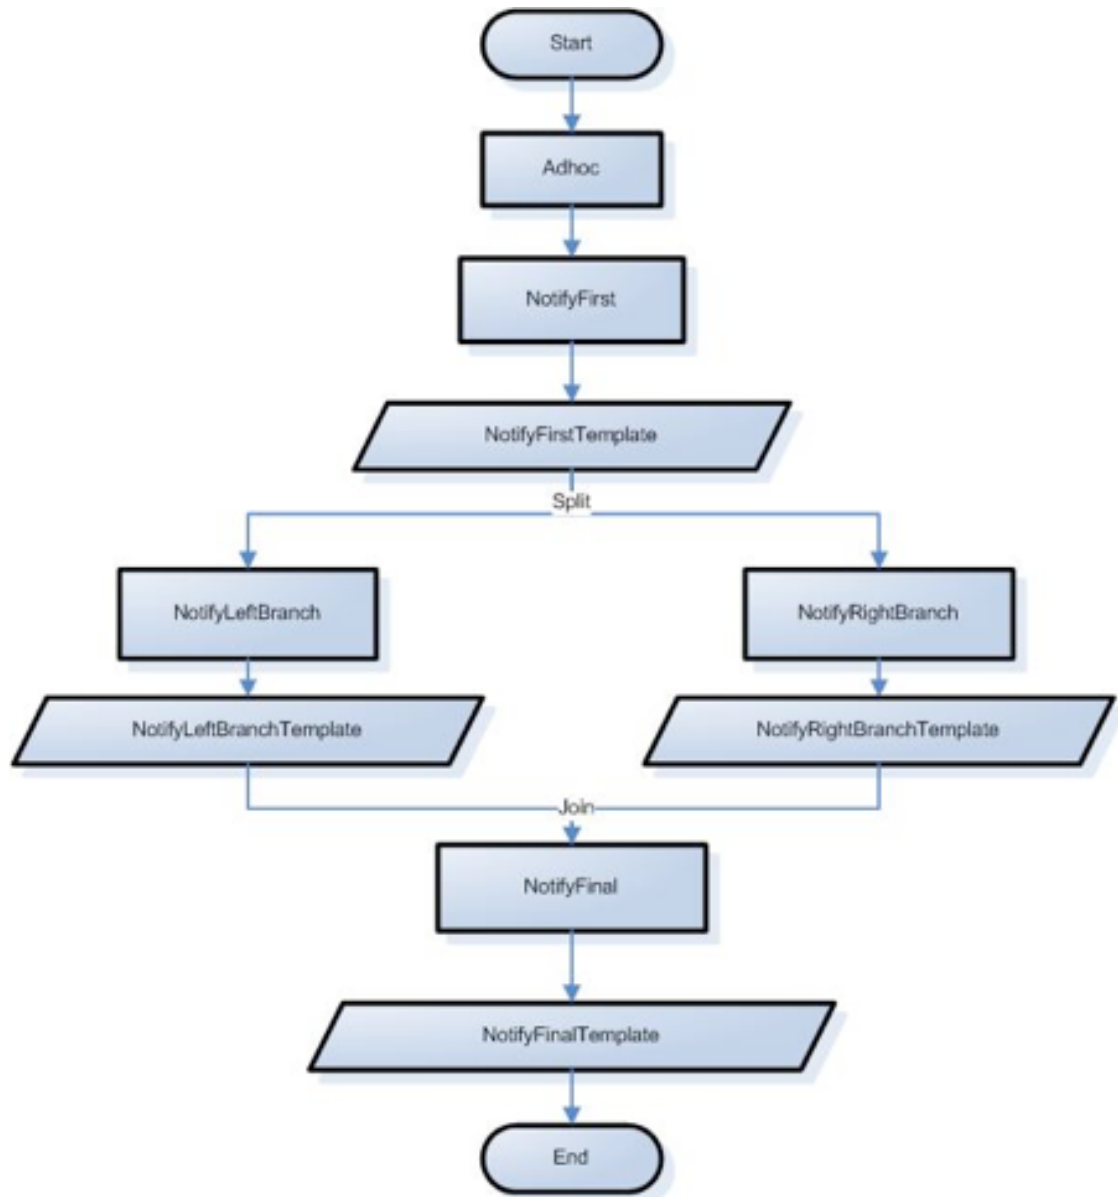 Start
Adhoc
NotifyFirst
NotifyFirstTemplate
Split
NotifyLeftBranch
NotifyRightBranch
NotifyLeftBranchTemplate
NotifyRightBranchTemplate
Join
NotifyFinal
NotifyFinalTemplate
End